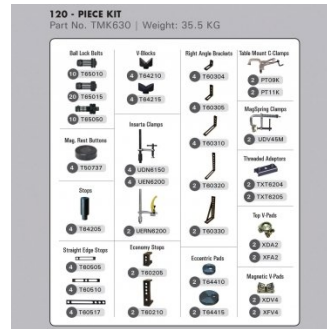 120 - PIECE KIT
Part No. TMK630 | Weight: 35.5 KG
Ball Lock Bolts
10 T65010
20 T65015
10 T65050
Mag. Rest Buttons
4 T50737
Stops
4 T64205
Straight Edge Stops
4 T60505
4 T60510
4 T60517
V-Blocks
4 T64210
4 T64215
Inserta Clamps
4 UDN6150
4 UEN6200
2 UERN6200
Economy Stops
2 T60205
2 T60210
Right Angle Brackets
4 T60304
4 T60305
4 T60310
2 T60320
2 T60330
Eccentric Pads
2 T64410
2 T64415
Table Mount C Clamps
2 PT09K
2 PT11K
MagSpring Clamps
2 UDV45M
Threaded Adaptors
2 TXT6204
2 TXT6205
Top V-Pads
2 XDA2
2 XFA2
Magnetic V-Pads
2 XDV4
2 XFV4